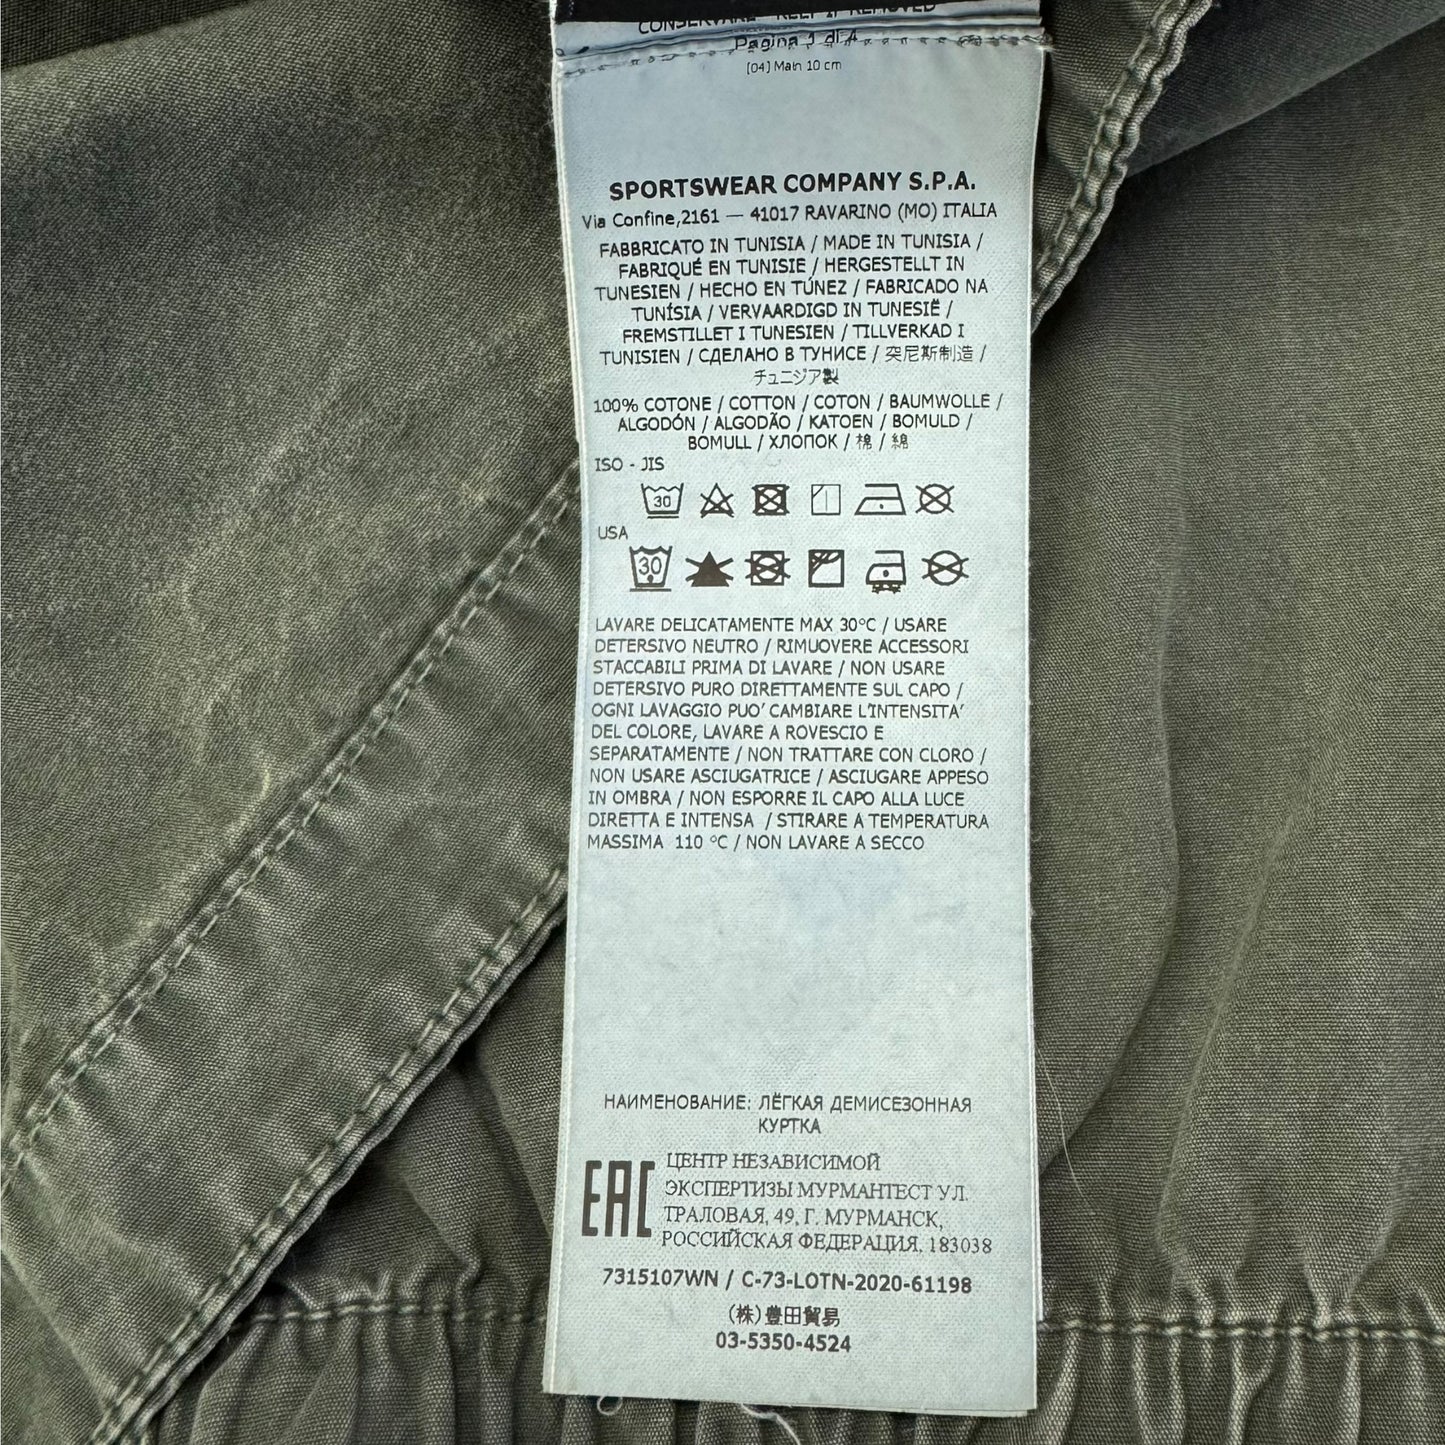 CONSERVARE - KEEP IF REMOVED
Pagina 1 di 4
[04] Main 10 cm
SPORTSWEAR COMPANY S.P.A.
Via Confine,2161 — 41017 RAVARINO (MO) ITALIA
FABBRICATO IN TUNISIA / MADE IN TUNISIA /
FABRIQUÉ EN TUNISIE / HERGESTELLT IN
TUNESIEN / HECHO EN TÚNEZ / FABRICADO NA
TUNÍSIA / VERVAARDIGD IN TUNESIË /
FREMSTILLET I TUNESIEN / TILLVERKAD I
TUNISIEN / СДЕЛАНО В ТУНИСЕ / 突尼斯制造 /
チュニジア製
100% COTONE / COTTON / COTON / BAUMWOLLE /
ALGODÓN / ALGODÃO / KATOEN / BOMULD /
BOMULL / ХЛОПОК / 棉 / 綿
ISO - JIS
30
USA
30
LAVARE DELICATAMENTE MAX 30°C / USARE
DETERSIVO NEUTRO / RIMUOVERE ACCESSORI
STACCABILI PRIMA DI LAVARE / NON USARE
DETERSIVO PURO DIRETTAMENTE SUL CAPO /
OGNI LAVAGGIO PUO' CAMBIARE L'INTENSITA'
DEL COLORE, LAVARE A ROVESCIO E
SEPARATAMENTE / NON TRATTARE CON CLORO /
NON USARE ASCIUGATRICE / ASCIUGARE APPESO
IN OMBRA / NON ESPORRE IL CAPO ALLA LUCE
DIRETTA E INTENSA / STIRARE A TEMPERATURA
MASSIMA 110 °C / NON LAVARE A SECCO
НАИМЕНОВАНИЕ: ЛЁГКАЯ ДЕМИСЕЗОННАЯ
КУРТКА
EAC
ЦЕНТР НЕЗАВИСИМОЙ
ЭКСПЕРТИЗЫ МУРМАНТЕСТ УЛ.
ТРАЛОВАЯ, 49, Г. МУРМАНСК,
РОССИЙСКАЯ ФЕДЕРАЦИЯ, 183038
7315107WN / C-73-LOTN-2020-61198
(株)豊田貿易
03-5350-4524